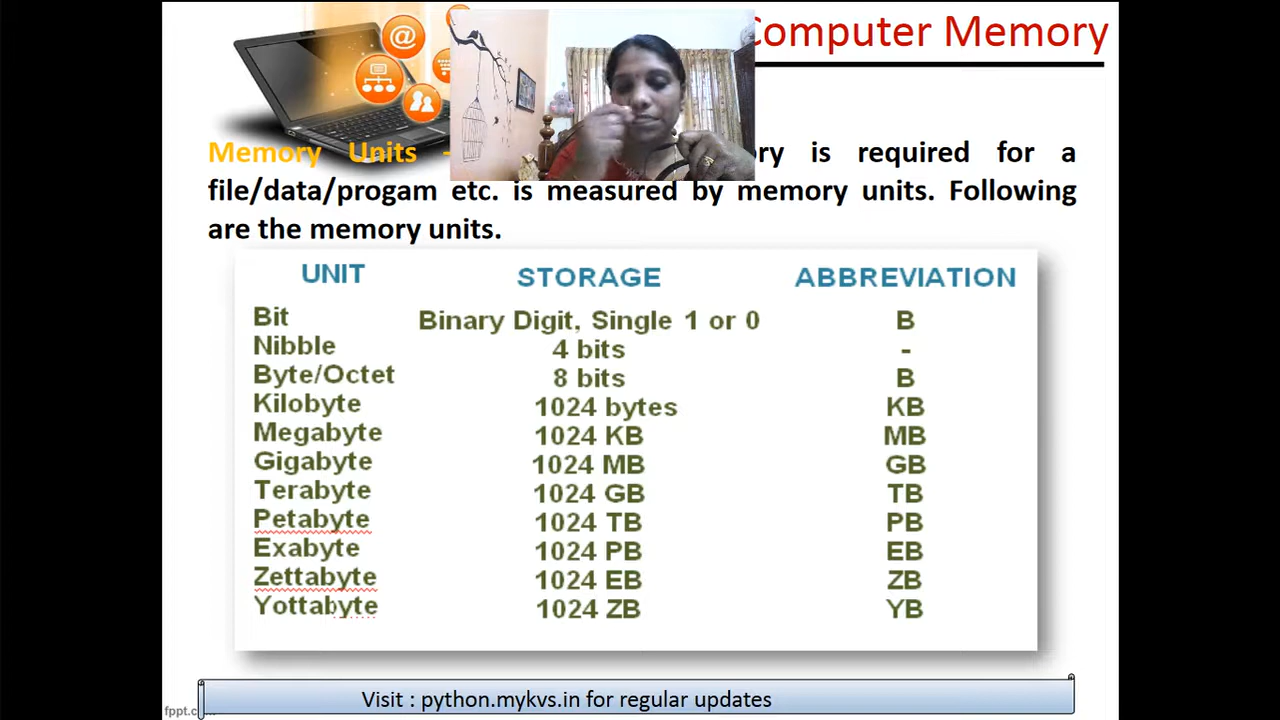 Computer Memory
Memory Units - ry is required for a
file/data/progam etc. is measured by memory units. Following
are the memory units.
UNIT STORAGE ABBREVIATION
Bit Binary Digit, Single 1 or 0 B
Nibble 4 bits -
Byte/Octet 8 bits B
Kilobyte 1024 bytes KB
Megabyte 1024 KB MB
Gigabyte 1024 MB GB
Terabyte 1024 GB TB
Petabyte 1024 TB PB
Exabyte 1024 PB EB
Zettabyte 1024 EB ZB
Yottabyte 1024 ZB YB
Visit : python.mykvs.in for regular updates
fppt.c